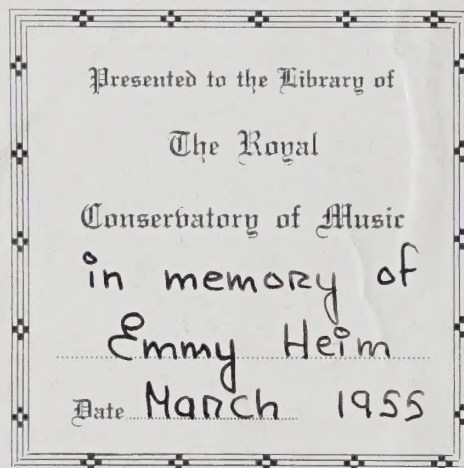 Presented to the Library of
The Royal
Conservatory of Music
in memory of
Emmy Heim
Date March 1955